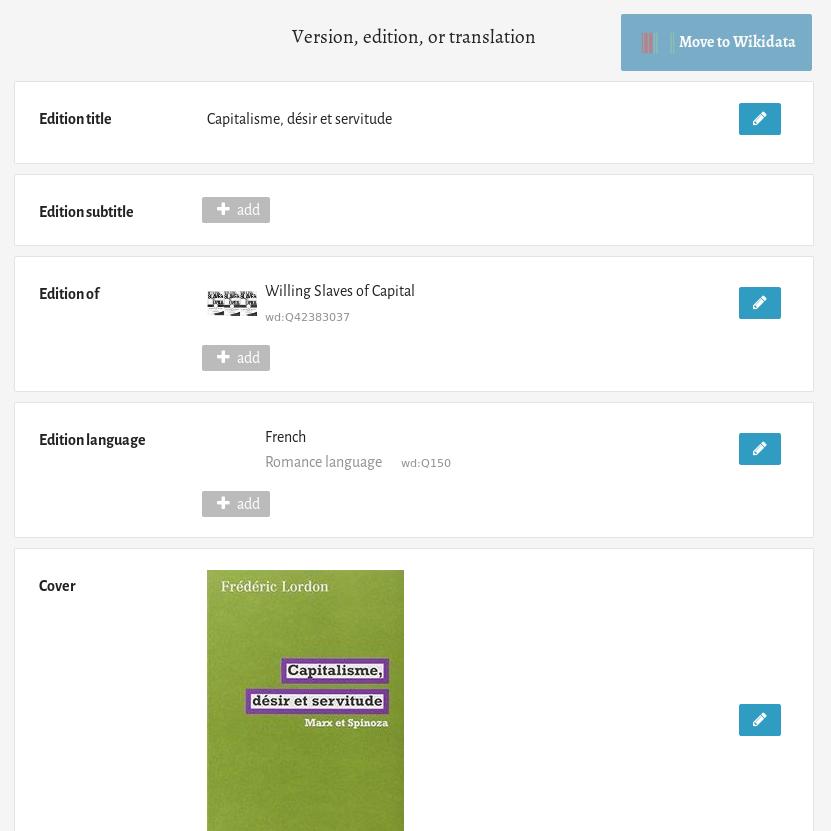 Version, edition, or translation
Move to Wikidata
Edition title
Capitalisme, désir et servitude
Edition subtitle
add
Edition of
Willing Slaves of Capital
wd:Q42383037
add
Edition language
French
Romance language wd:Q150
add
Cover
Frédéric Lordon
Capitalisme,
désir et servitude
Marx et Spinoza